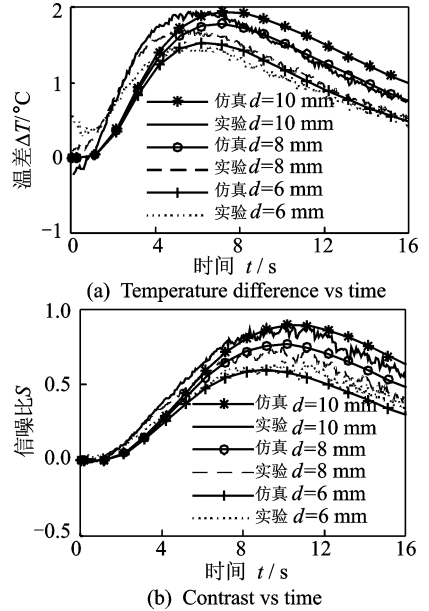 2
1
0
−1
温差ΔT/°C
仿真 d=10 mm
实验 d=10 mm
仿真 d=8 mm
实验 d=8 mm
仿真 d=6 mm
实验 d=6 mm
0 4 8 12 16
时间 t / s
(a) Temperature difference vs time
1.0
0.5
0.0
−0.5
信噪比S
仿真 d=10 mm
实验 d=10 mm
仿真 d=8 mm
实验 d=8 mm
仿真 d=6 mm
实验 d=6 mm
0 4 8 12 16
时间 t / s
(b) Contrast vs time